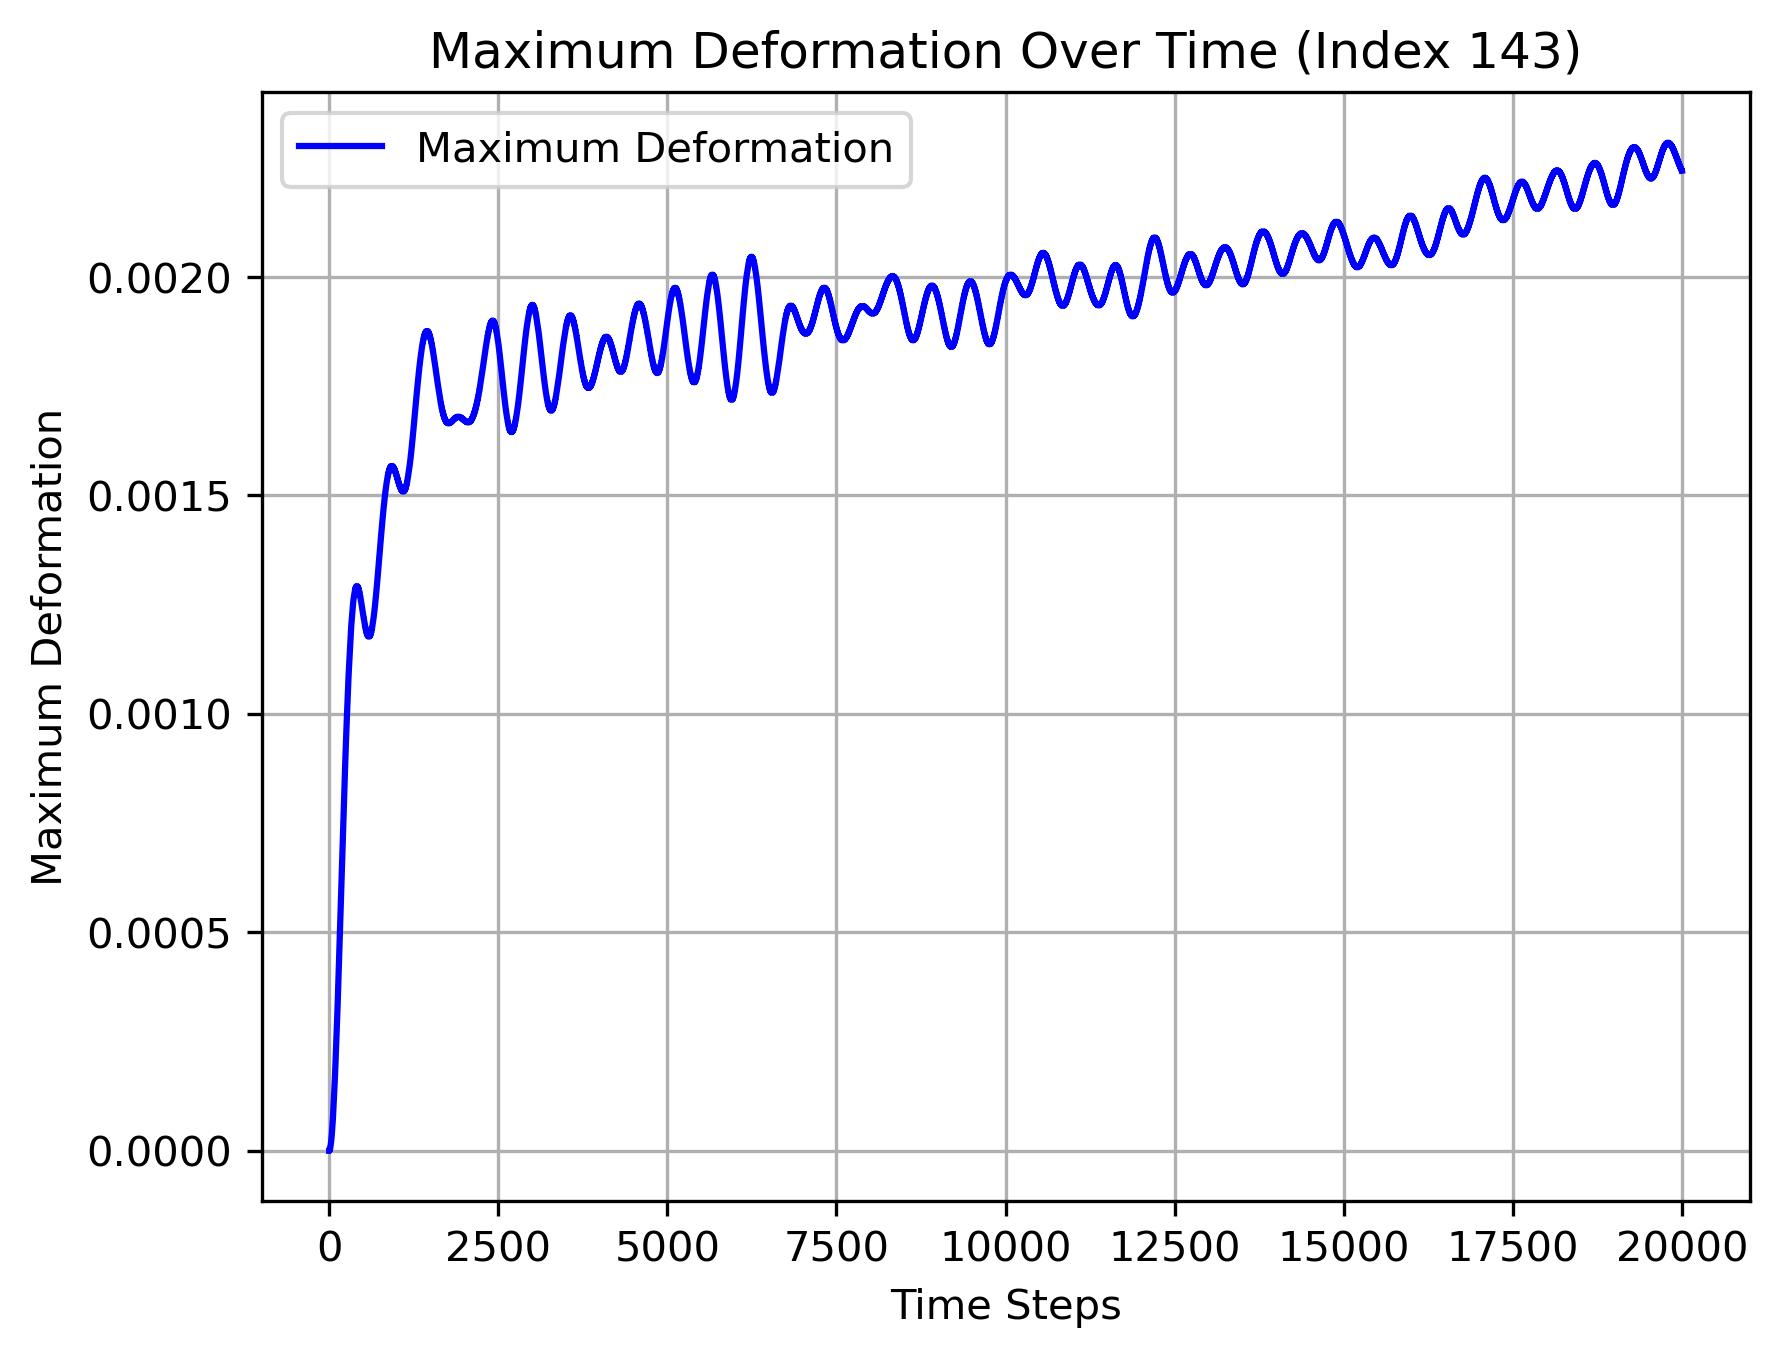 Maximum Deformation Over Time (Index 143)
Maximum Deformation
Maximum Deformation
0.0020
0.0015
0.0010
0.0005
0.0000
0 2500 5000 7500 10000 12500 15000 17500 20000
Time Steps